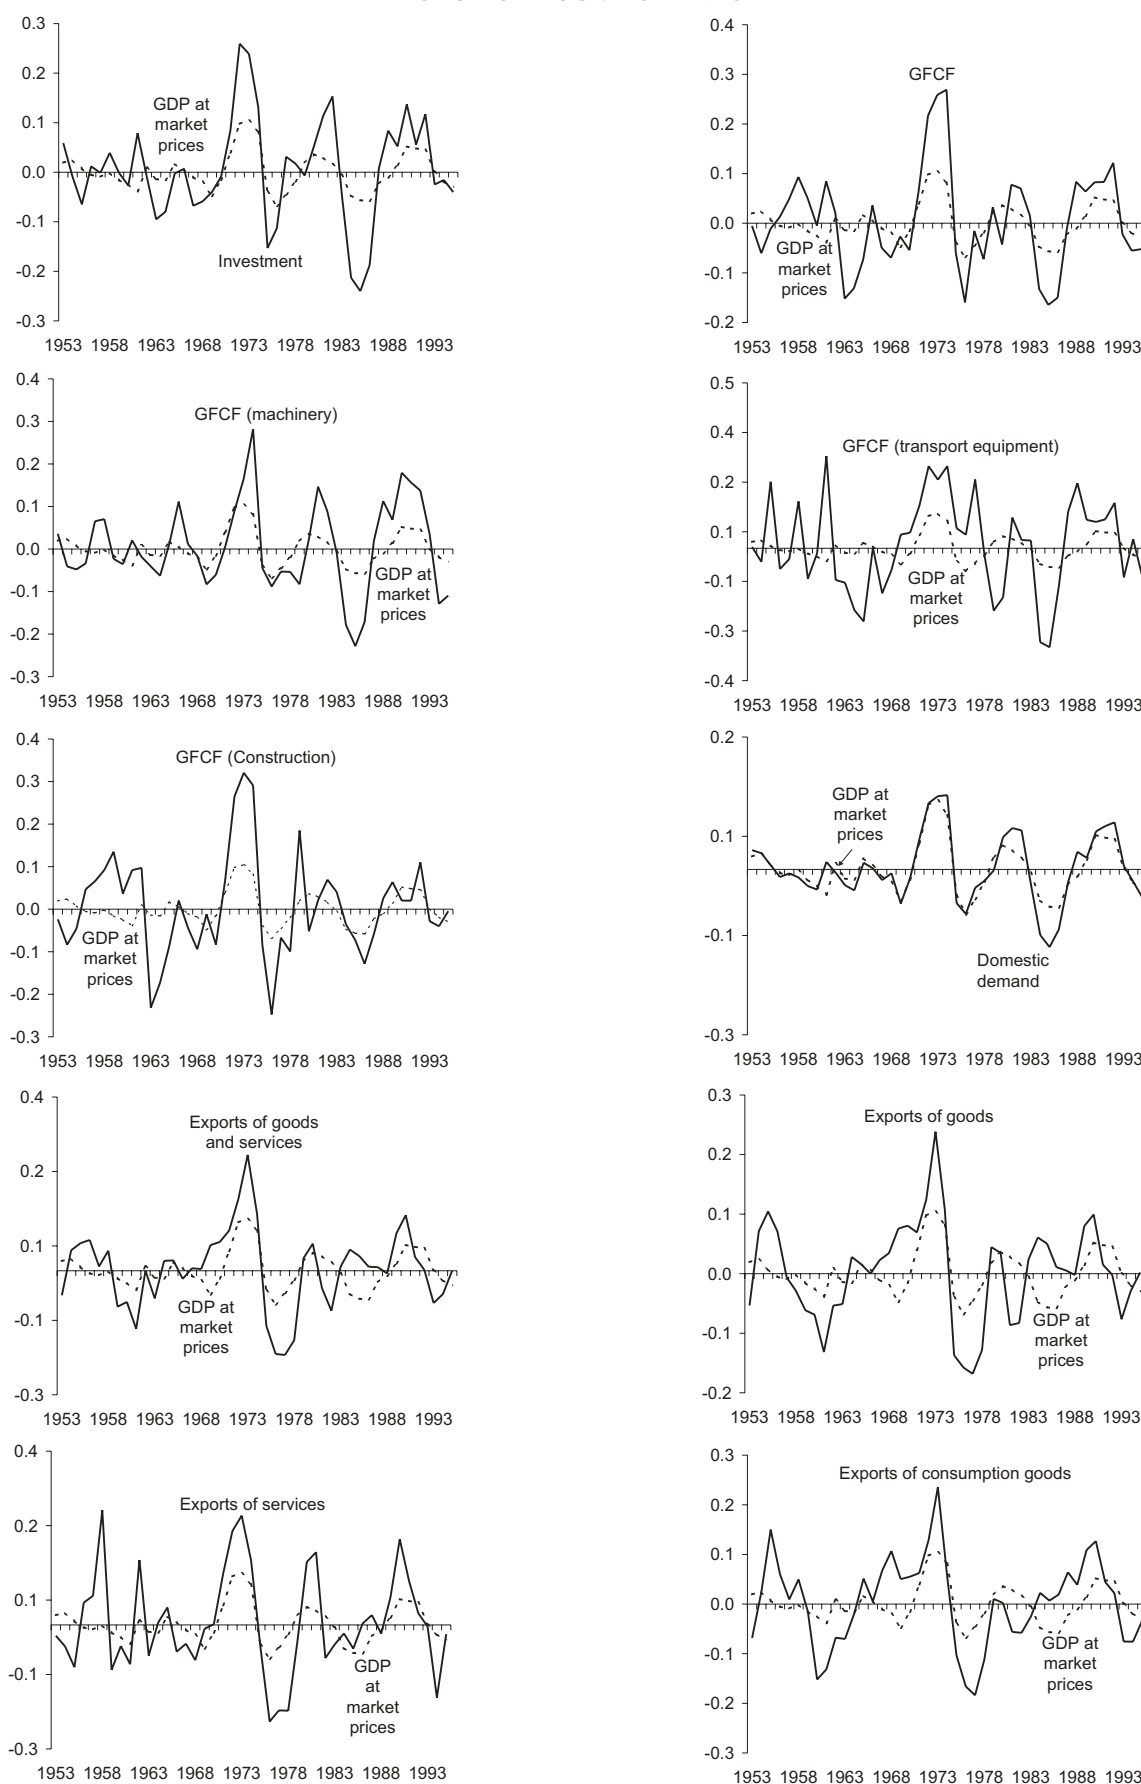 0.3
0.2
0.1
0.0
-0.1
-0.2
-0.3
GDP at
market
prices
Investment
1953 1958 1963 1968 1973 1978 1983 1988 1993
0.4
0.3
0.2
0.1
0.0
-0.1
-0.2
GFCF
GDP at
market
prices
1953 1958 1963 1968 1973 1978 1983 1988 1993
0.4
0.3
0.2
0.1
0.0
-0.1
-0.2
-0.3
GFCF (machinery)
GDP at
market
prices
1953 1958 1963 1968 1973 1978 1983 1988 1993
0.5
0.4
0.2
0.1
-0.1
-0.3
-0.4
GFCF (transport equipment)
GDP at
market
prices
1953 1958 1963 1968 1973 1978 1983 1988 1993
0.4
0.3
0.2
0.1
0.0
-0.1
-0.2
-0.3
GFCF (Construction)
GDP at
market
prices
1953 1958 1963 1968 1973 1978 1983 1988 1993
0.2
0.1
-0.1
-0.3
GDP at
market
prices
Domestic
demand
1953 1958 1963 1968 1973 1978 1983 1988 1993
0.4
0.2
0.1
-0.1
-0.3
Exports of goods
and services
GDP at
market
prices
1953 1958 1963 1968 1973 1978 1983 1988 1993
0.3
0.2
0.1
0.0
-0.1
-0.2
Exports of goods
GDP at
market
prices
1953 1958 1963 1968 1973 1978 1983 1988 1993
0.4
0.2
0.1
-0.1
-0.3
Exports of services
GDP
at
market
prices
1953 1958 1963 1968 1973 1978 1983 1988 1993
0.3
0.2
0.1
0.0
-0.1
-0.2
-0.3
Exports of consumption goods
GDP at
market
prices
1953 1958 1963 1968 1973 1978 1983 1988 1993